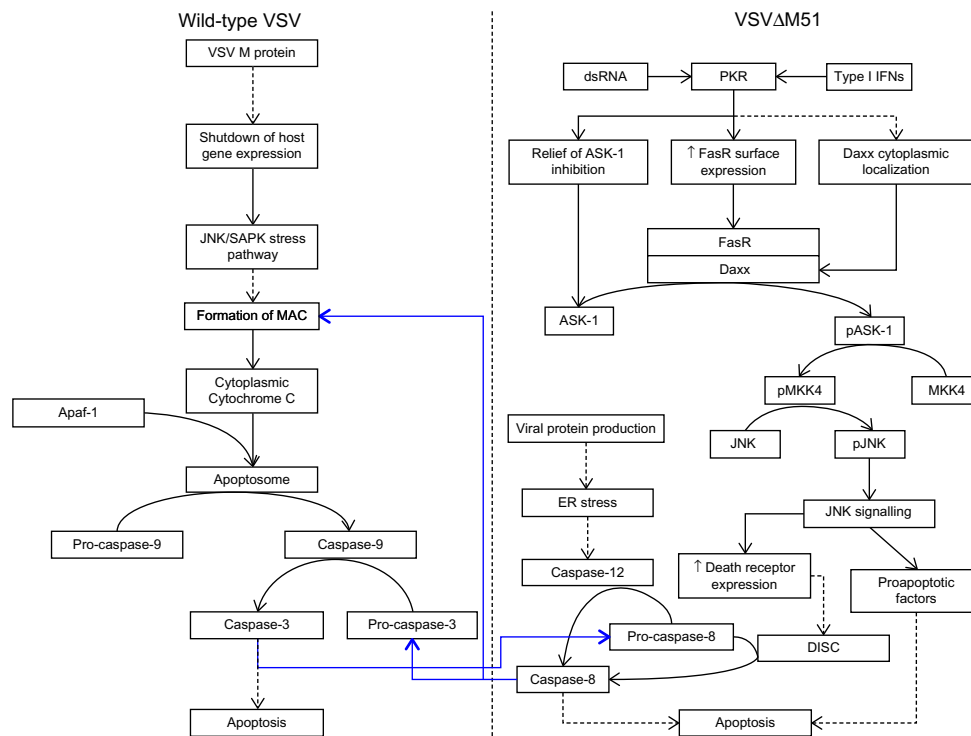 Wild-type VSV
VSVΔM51
VSV M protein
Shutdown of host
gene expression
JNK/SAPK stress
pathway
Formation of MAC
Cytoplasmic
Cytochrome C
Apaf-1
Apoptosome
Pro-caspase-9
Caspase-9
Caspase-3
Pro-caspase-3
Apoptosis
dsRNA
PKR
Type I IFNs
Relief of ASK-1
inhibition
↑ FasR surface
expression
Daxx cytoplasmic
localization
FasR
Daxx
ASK-1
pASK-1
pMKK4
MKK4
JNK
pJNK
Viral protein production
ER stress
Caspase-12
JNK signalling
↑ Death receptor
expression
Proapoptotic
factors
Pro-caspase-8
DISC
Caspase-8
Apoptosis